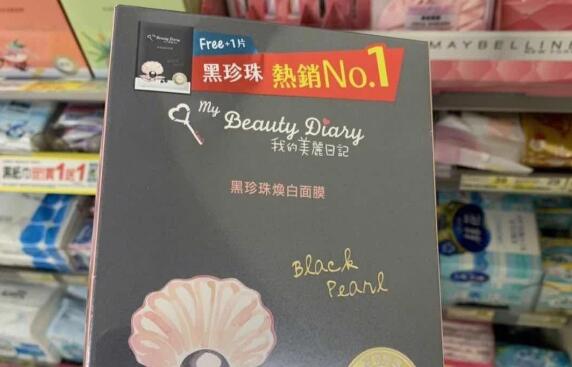 Free+1片
黑珍珠 熱銷No.1
My
Beauty Diary
我的美麗日記
黑珍珠煥白面膜
Black
Pearl
MAYBELLINE